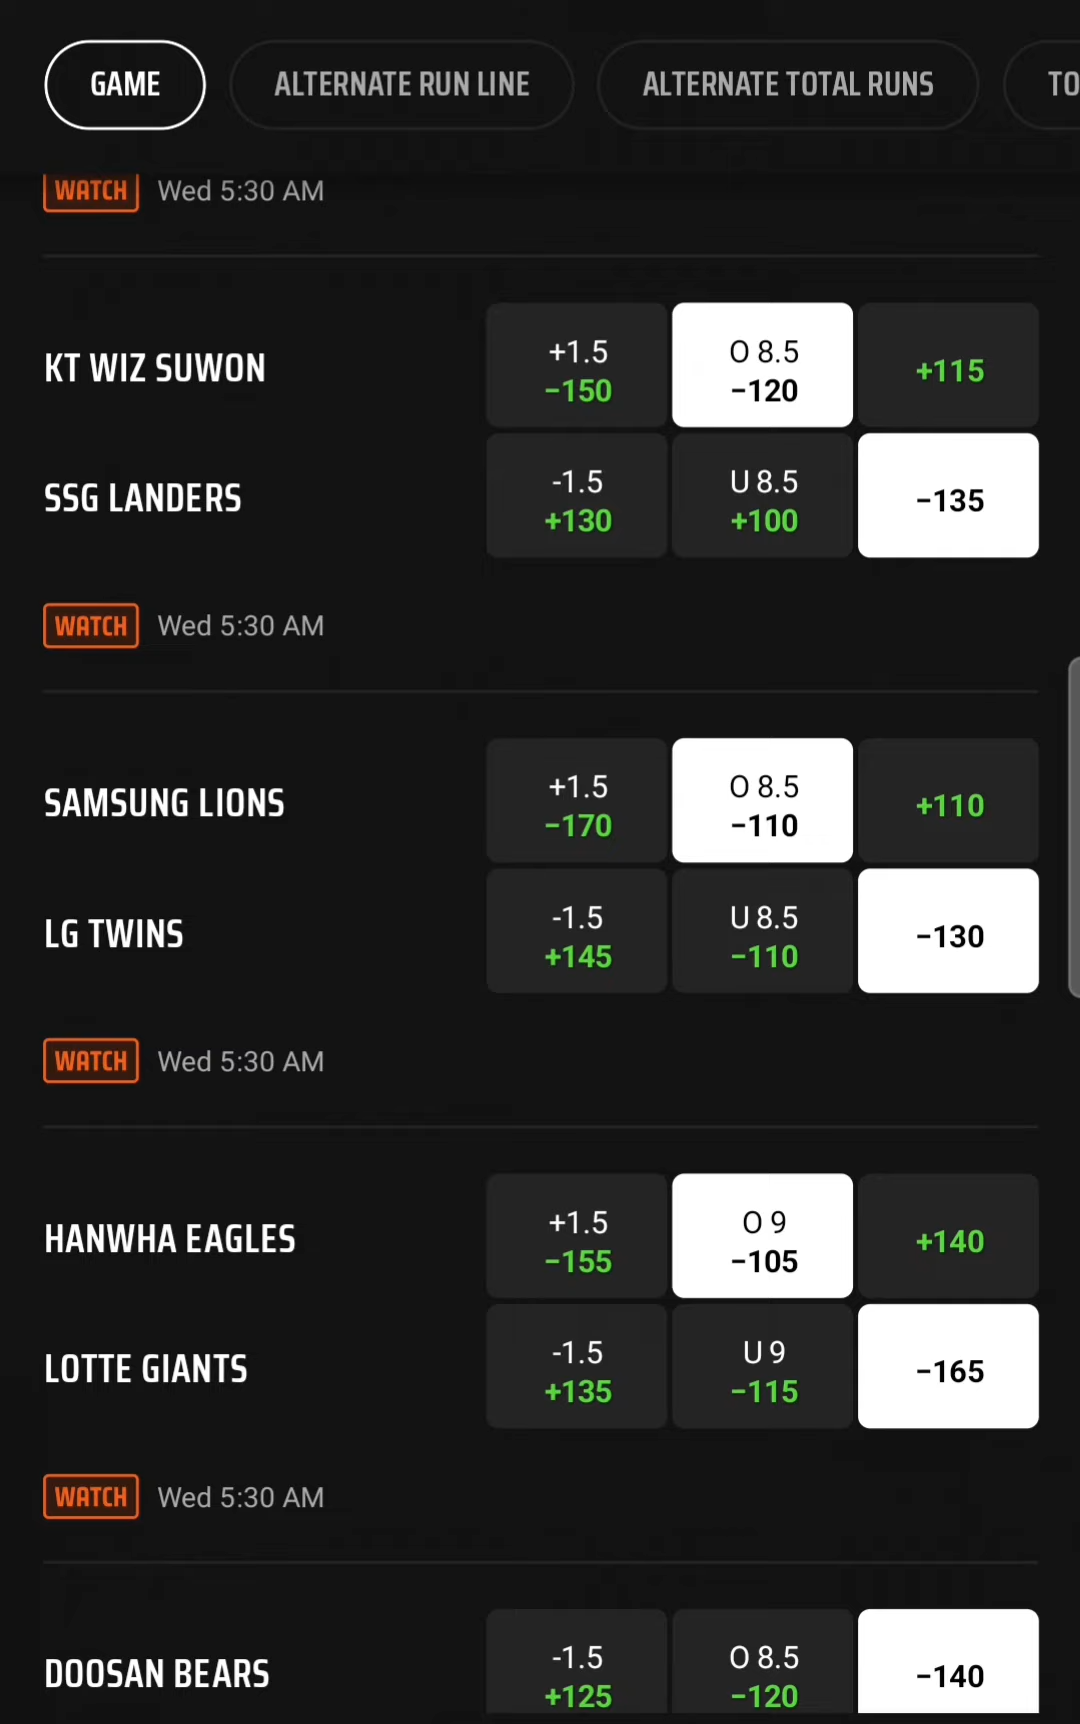 GAME
ALTERNATE RUN LINE
ALTERNATE TOTAL RUNS
TO
WATCH Wed 5:30 AM
KT WIZ SUWON
+1.5
−150
O 8.5
−120
+115
SSG LANDERS
-1.5
+130
U 8.5
+100
−135
WATCH Wed 5:30 AM
SAMSUNG LIONS
+1.5
−170
O 8.5
−110
+110
LG TWINS
-1.5
+145
U 8.5
−110
−130
WATCH Wed 5:30 AM
HANWHA EAGLES
+1.5
−155
O 9
−105
+140
LOTTE GIANTS
-1.5
+135
U 9
−115
−165
WATCH Wed 5:30 AM
DOOSAN BEARS
-1.5
+125
O 8.5
−120
−140